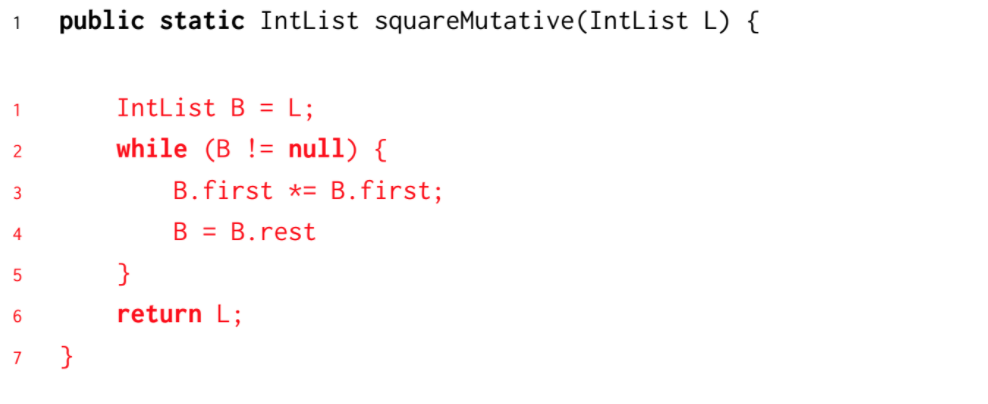 1 public static IntList squareMutative(IntList L) {
1 IntList B = L;
2 while (B != null) {
3 B.first *= B.first;
4 B = B.rest
5 }
6 return L;
7 }